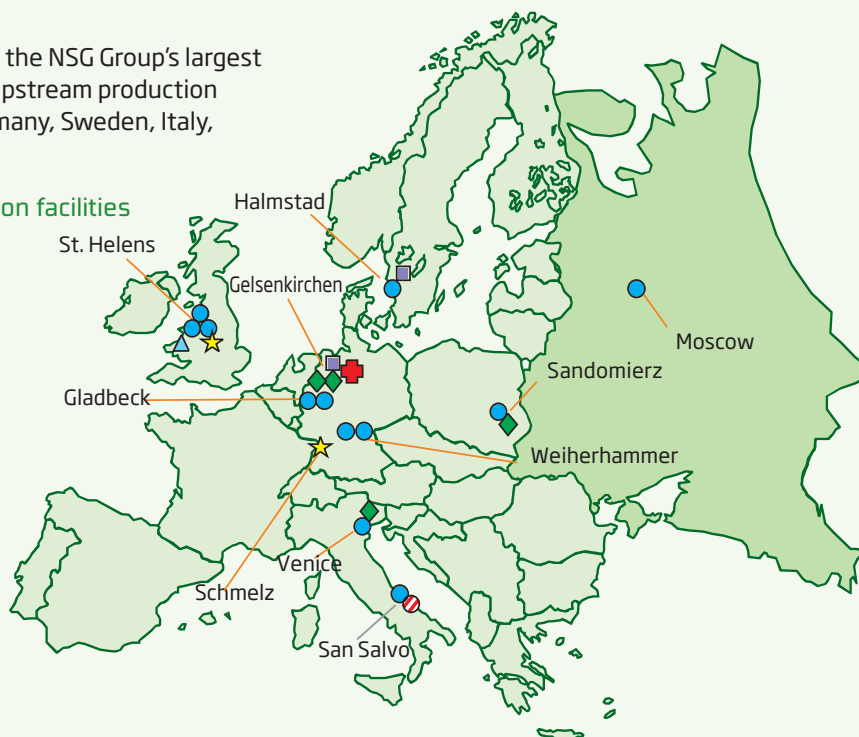 the NSG Group's largest
pstream production
many, Sweden, Italy,
on facilities
Halmstad
St. Helens
Gelsenkirchen
Moscow
Sandomierz
Gladbeck
Weiherhammer
Venice
Schmelz
San Salvo